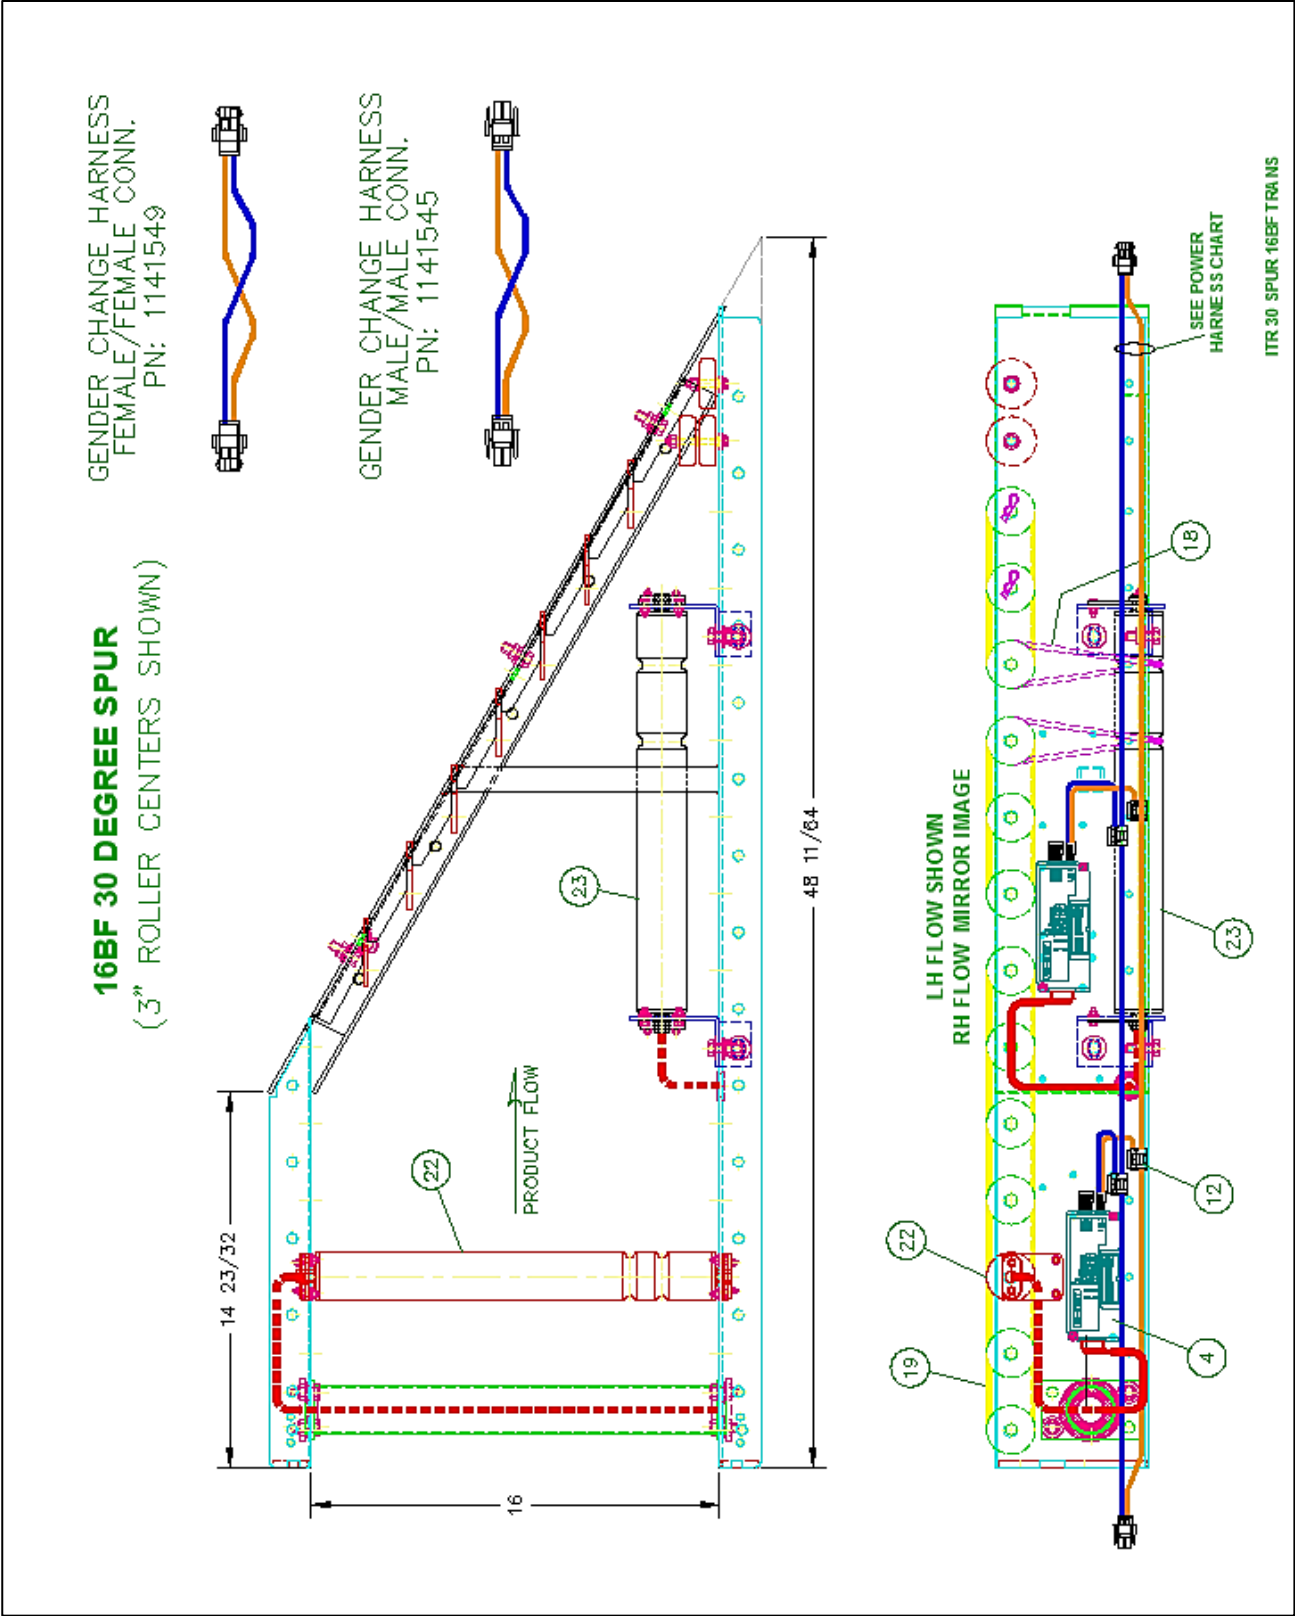 16BF 30 DEGREE SPUR
(3" ROLLER CENTERS SHOWN)
GENDER CHANGE HARNESS
FEMALE/FEMALE CONN.
PN: 1141549
GENDER CHANGE HARNESS
MALE/MALE CONN.
PN: 1141545
14 23/32
22
PRODUCT FLOW
23
16
48 11/64
LH FLOW SHOWN
RH FLOW MIRROR IMAGE
19
22
18
4
12
23
SEE POWER
HARNESS CHART
ITR 30 SPUR 16BF TRANS